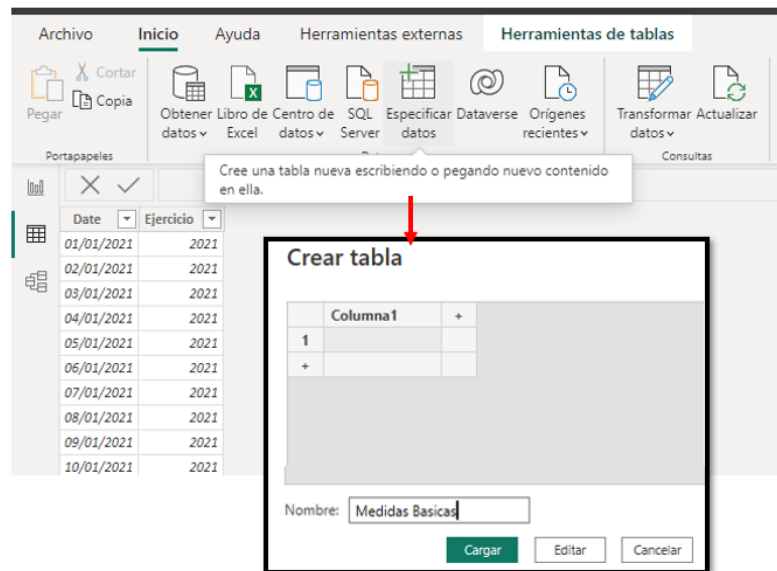 Archivo Inicio Ayuda Herramientas externas Herramientas de tablas
Pegar
Cortar
Copia
Obtener datos
Libro de Excel
Centro de datos
SQL Server
Especificar datos
Dataverse
Orígenes recientes
Transformar datos
Actualizar
Portapapeles
Consultas
Cree una tabla nueva escribiendo o pegando nuevo contenido
en ella.
Date Ejercicio
01/01/2021 2021
02/01/2021 2021
03/01/2021 2021
04/01/2021 2021
05/01/2021 2021
06/01/2021 2021
07/01/2021 2021
08/01/2021 2021
09/01/2021 2021
10/01/2021 2021
Crear tabla
Columna1 +
1
+
Nombre: Medidas Basicas
Cargar Editar Cancelar